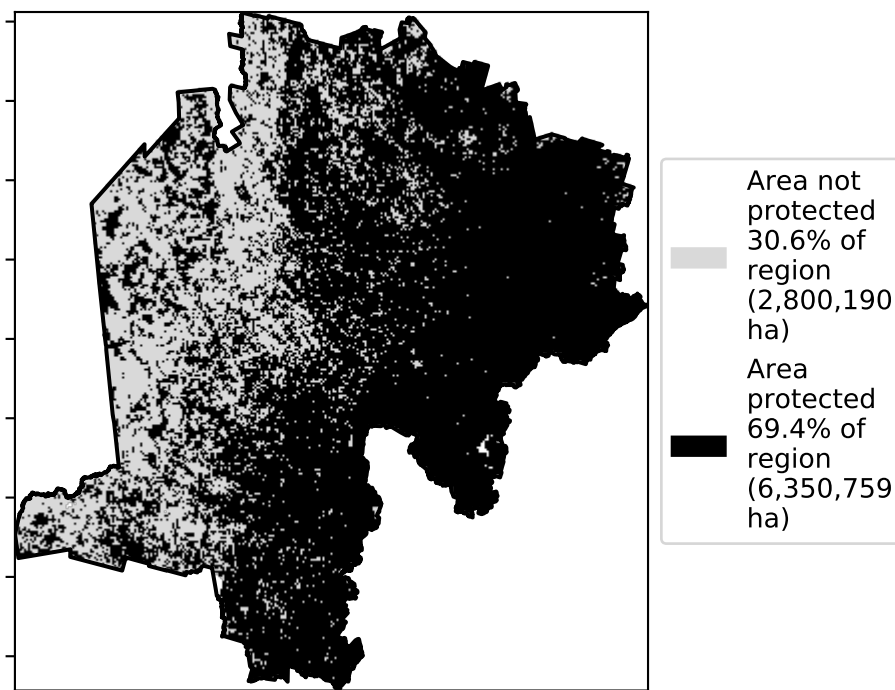 Area not
protected
30.6% of
region
(2,800,190
ha)
Area
protected
69.4% of
region
(6,350,759
ha)